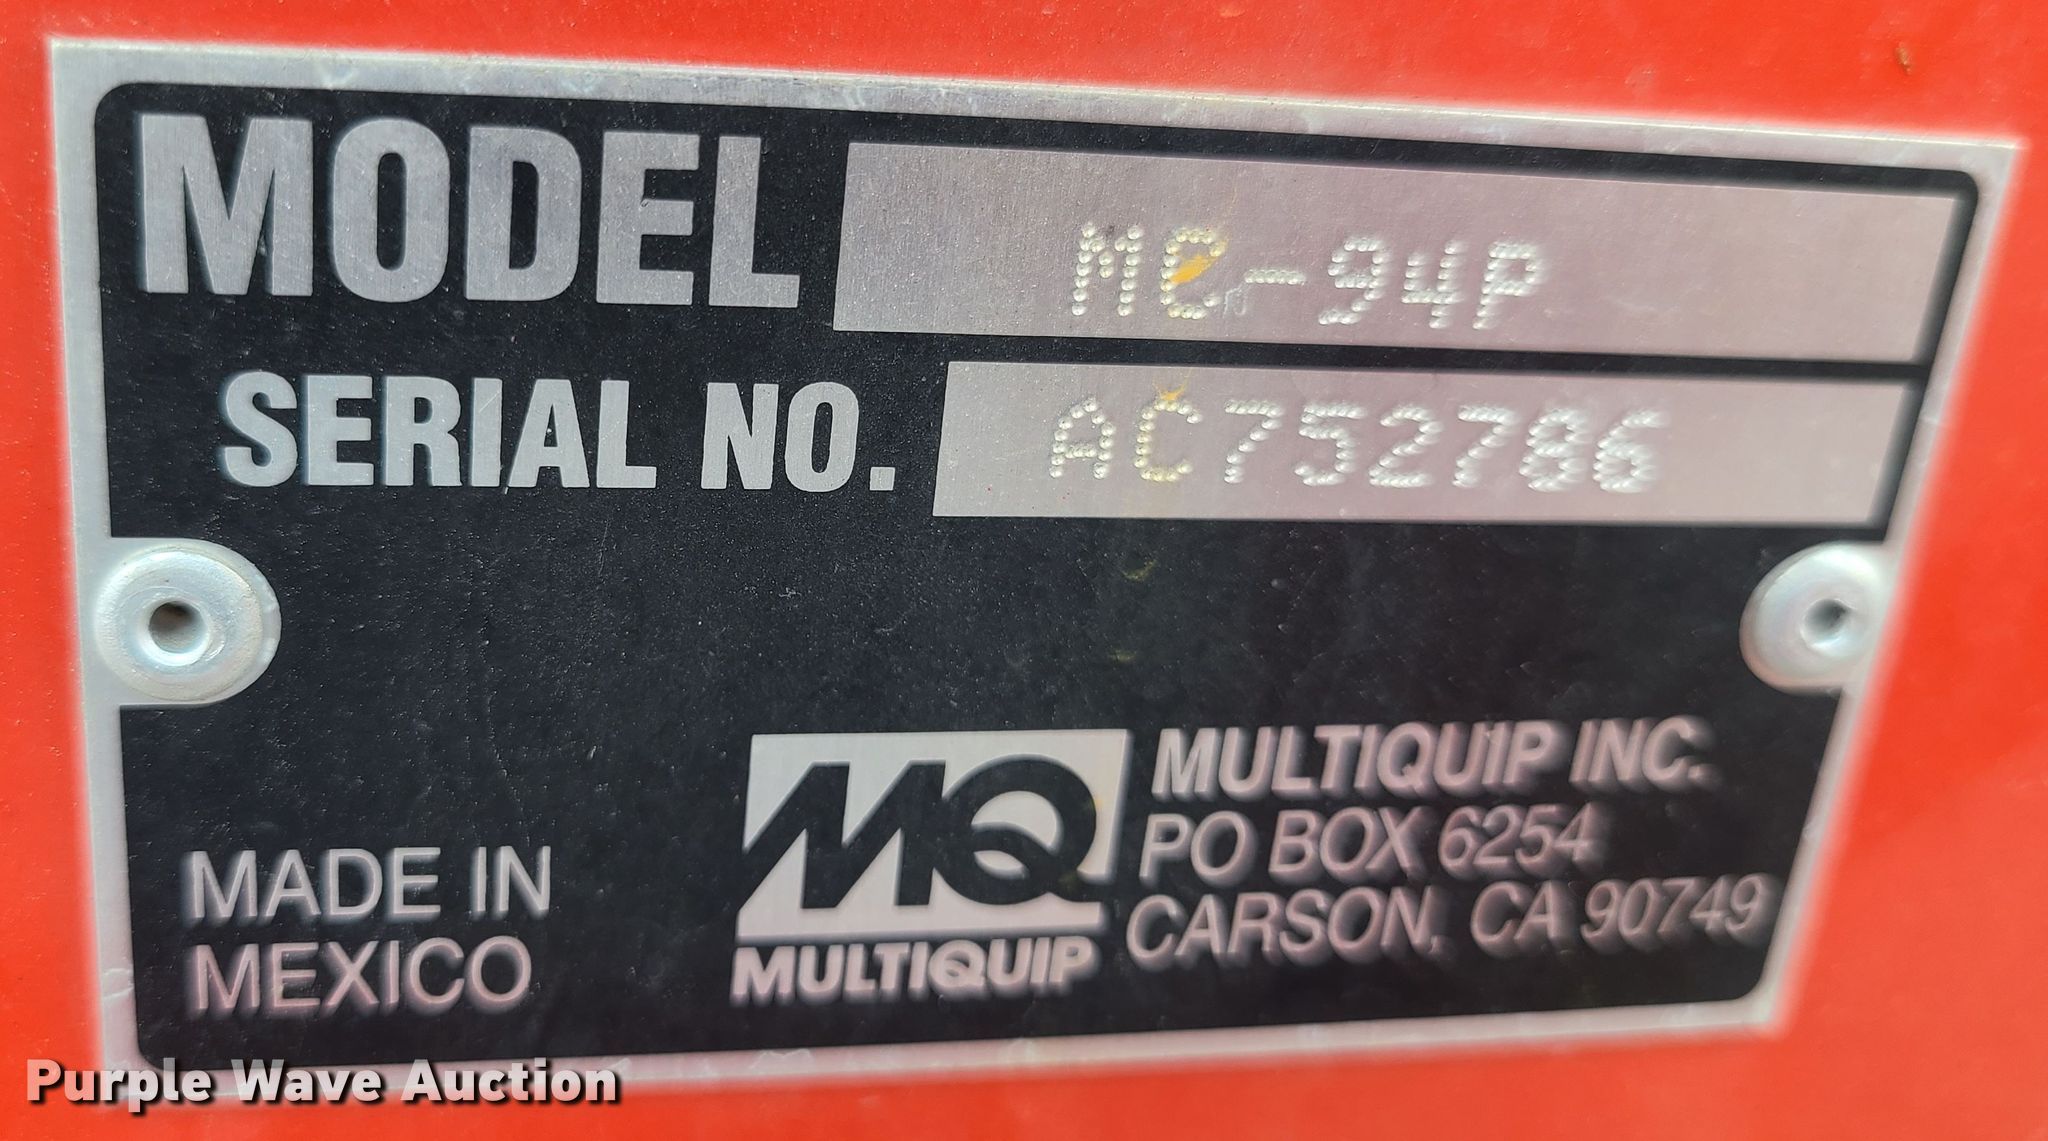 MODEL MC-94P
SERIAL NO. AC752786
MADE IN
MEXICO
MQ
MULTIQUIP
MULTIQUIP INC.
PO BOX 6254
CARSON, CA 90749
Purple Wave Auction